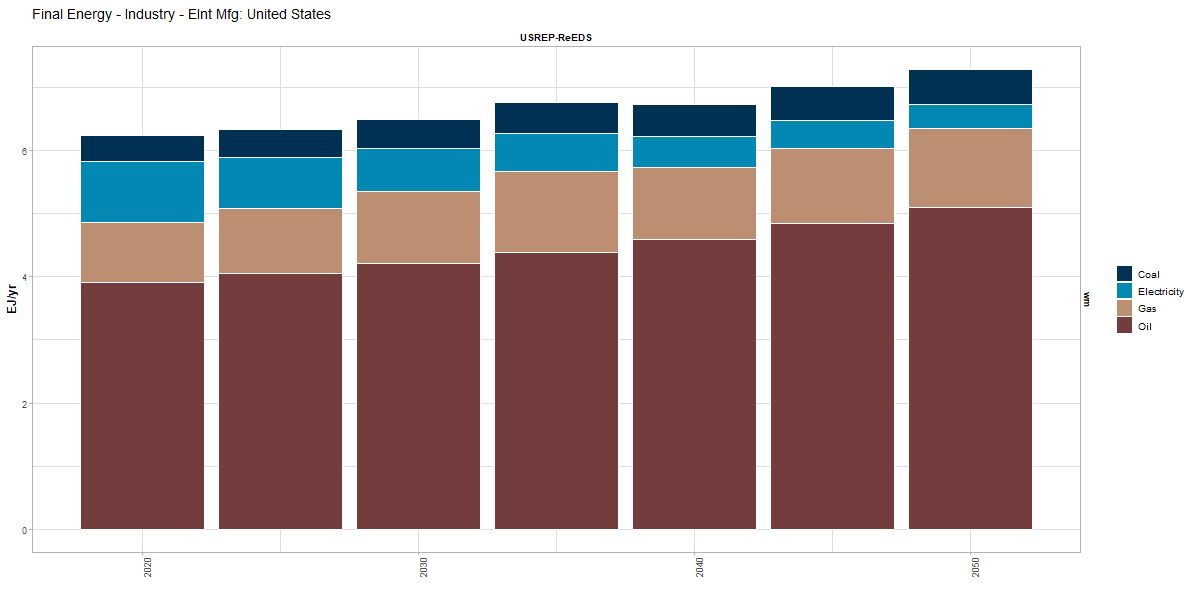 Final Energy - Industry - EInt Mfg: United States
USREP-ReEDS
EJ/yr
6
4
2
0
2020
2030
2040
2050
wm
Coal
Electricity
Gas
Oil